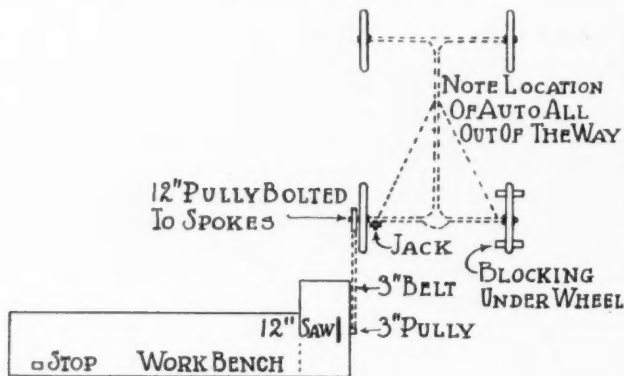 NOTE LOCATION
OF AUTO ALL
OUT OF THE WAY
12" PULLY BOLTED
TO SPOKES
JACK
BLOCKING
UNDER WHEEL
3" BELT
12" SAW
3" PULLY
STOP
WORK BENCH